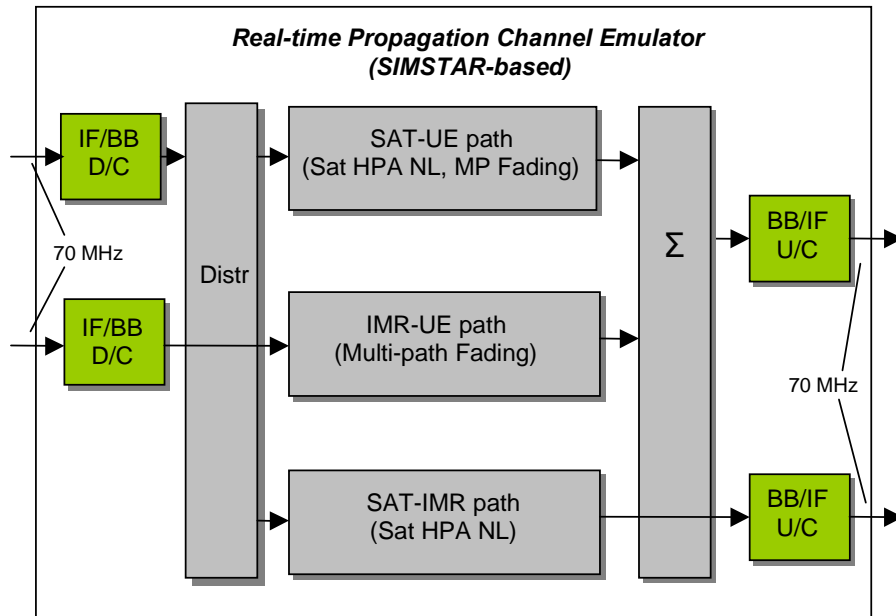 Real-time Propagation Channel Emulator
(SIMSTAR-based)
IF/BB
D/C
SAT-UE path
(Sat HPA NL, MP Fading)
BB/IF
U/C
70 MHz
Distr
Σ
IF/BB
D/C
IMR-UE path
(Multi-path Fading)
70 MHz
SAT-IMR path
(Sat HPA NL)
BB/IF
U/C